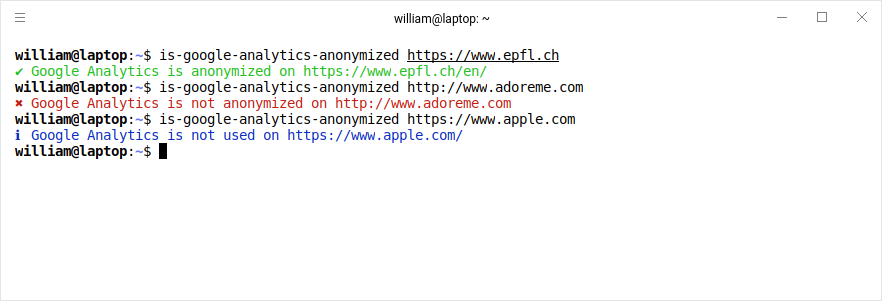 william@laptop: ~
william@laptop:~$ is-google-analytics-anonymized https://www.epfl.ch
✔ Google Analytics is anonymized on https://www.epfl.ch/en/
william@laptop:~$ is-google-analytics-anonymized http://www.adoreme.com
✖ Google Analytics is not anonymized on http://www.adoreme.com
william@laptop:~$ is-google-analytics-anonymized https://www.apple.com
ℹ Google Analytics is not used on https://www.apple.com/
william@laptop:~$